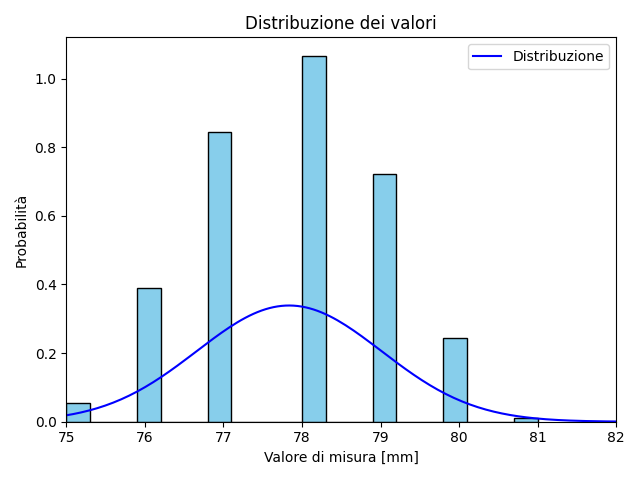 Distribuzione dei valori
Distribuzione
Probabilità
1.0
0.8
0.6
0.4
0.2
0.0
75 76 77 78 79 80 81 82
Valore di misura [mm]